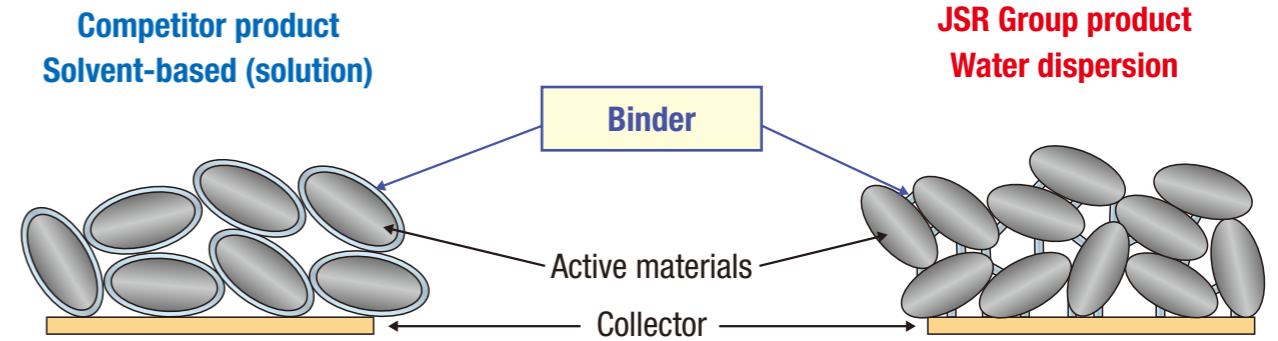 Competitor product
Solvent-based (solution)
JSR Group product
Water dispersion
Binder
Active materials
Collector